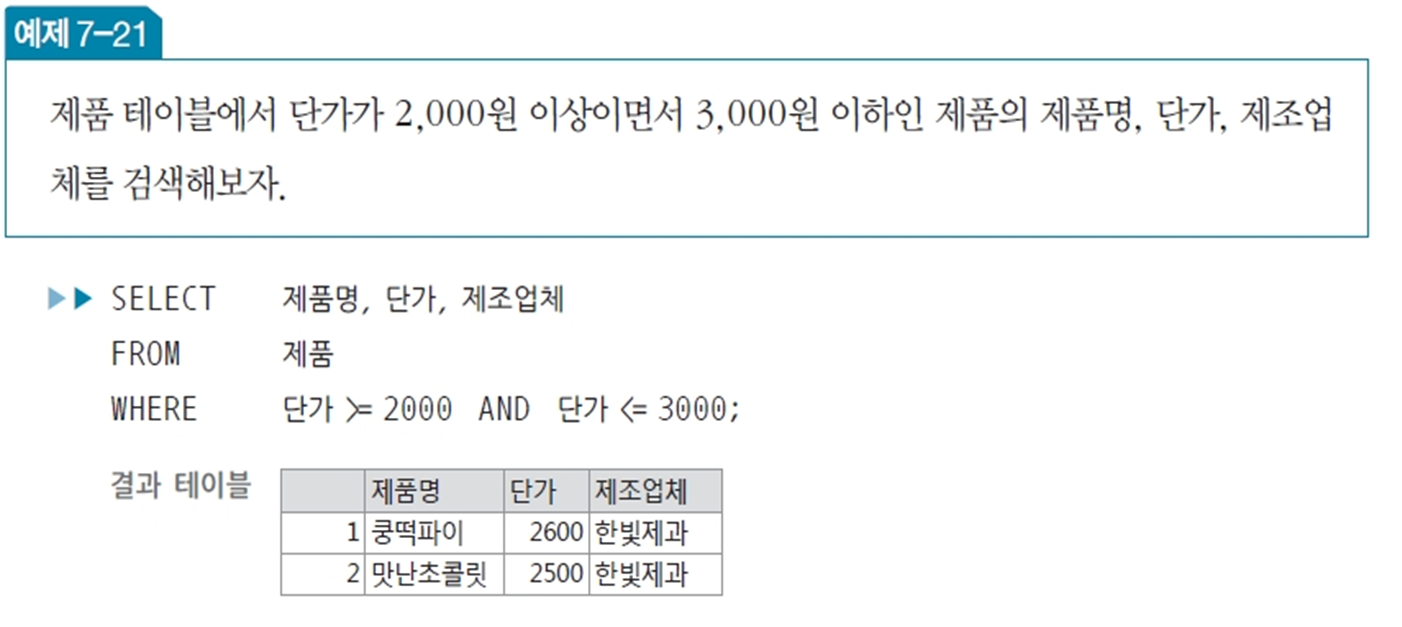 예제 7-21
제품 테이블에서 단가가 2,000원 이상이면서 3,000원 이하인 제품의 제품명, 단가, 제조업
체를 검색해보자.
SELECT 제품명, 단가, 제조업체
FROM 제품
WHERE 단가 >= 2000 AND 단가 <= 3000;
결과 테이블
제품명 단가 제조업체
1 쿵떡파이 2600 한빛제과
2 맛난초콜릿 2500 한빛제과